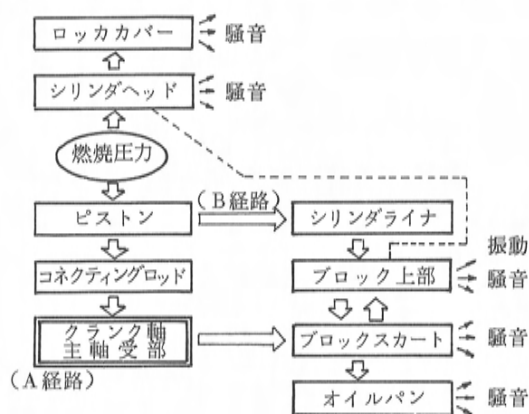 ロッカカバー
騒音
シリンダヘッド
騒音
燃焼圧力
ピストン
(B経路)
シリンダライナ
コネクティングロッド
ブロック上部
振動
騒音
クランク軸
主軸受部
(A経路)
ブロックスカート
騒音
オイルパン
騒音